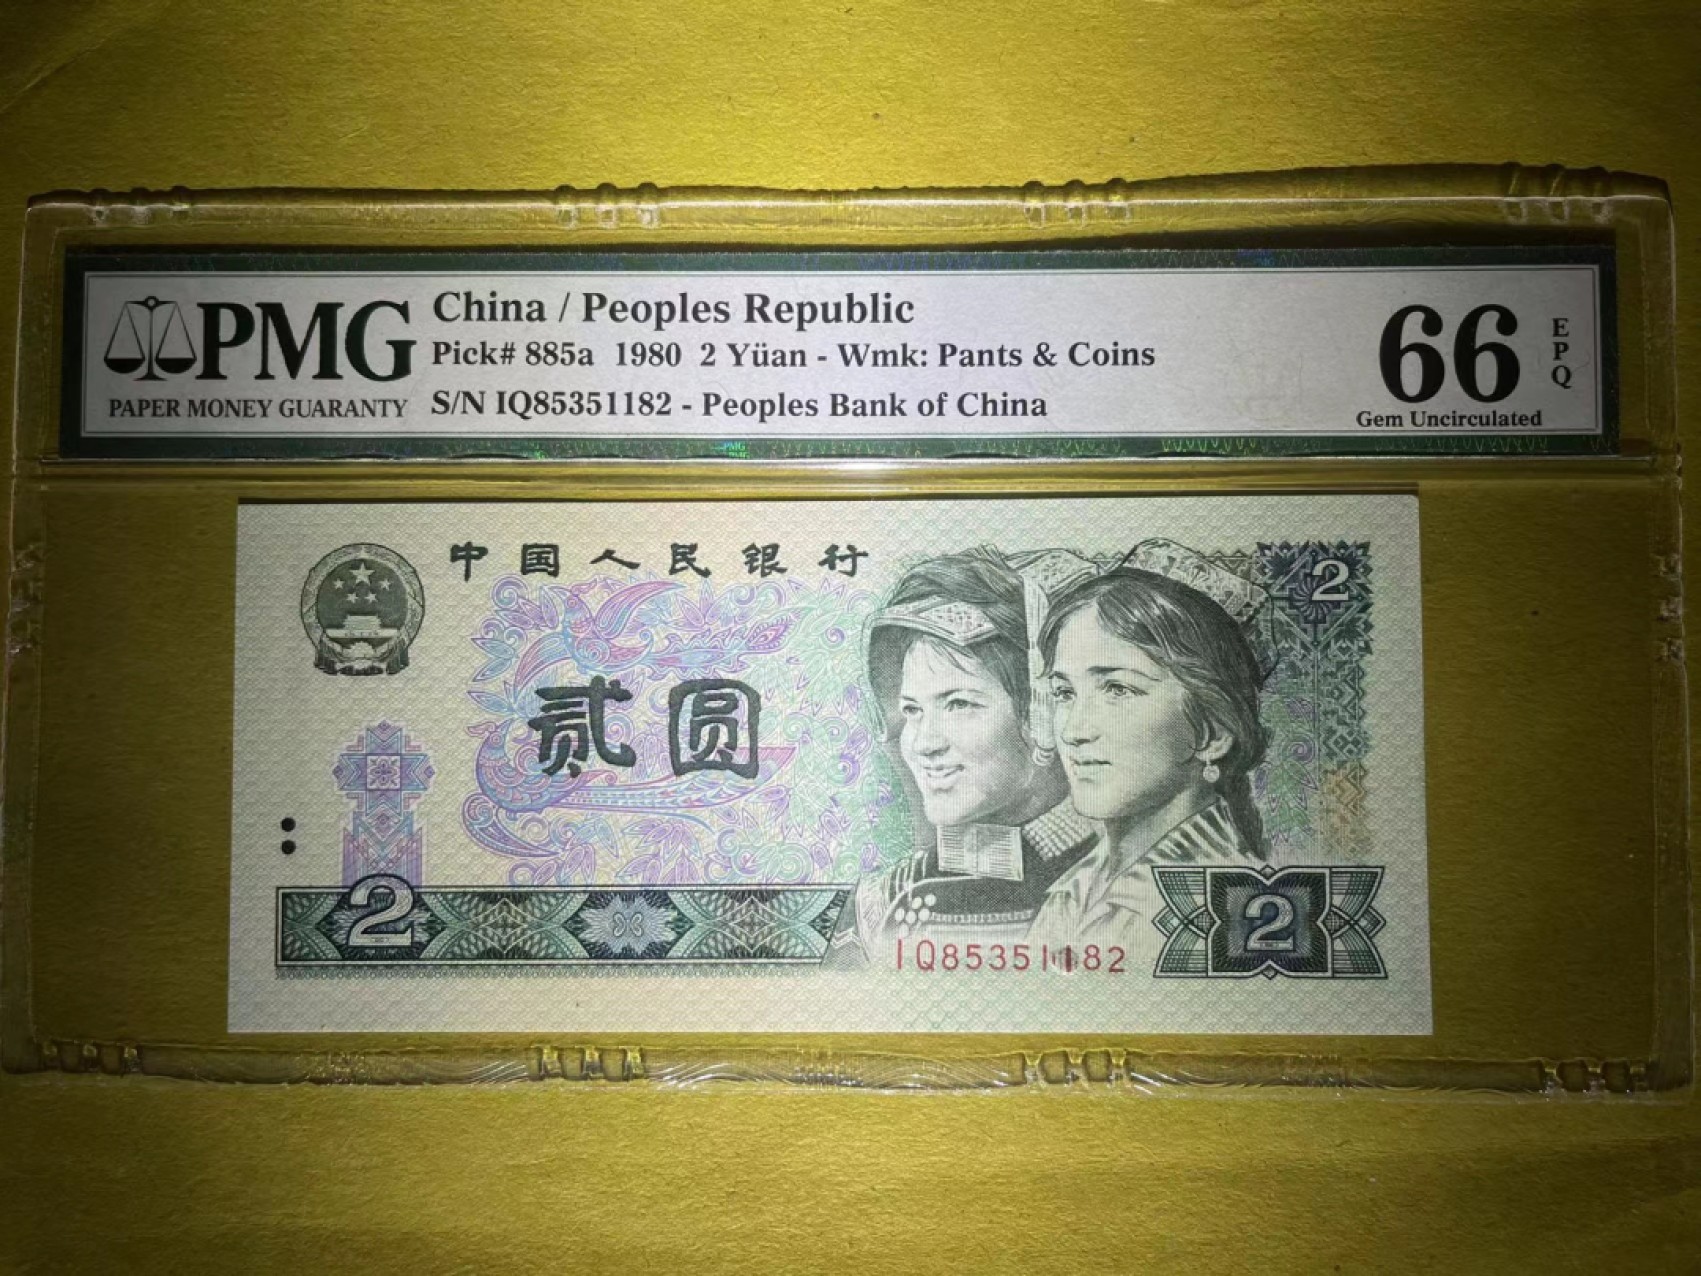 PMG
PAPER MONEY GUARANTY
China / Peoples Republic
Pick# 885a 1980 2 Yüan - Wmk: Pants & Coins
S/N IQ85351182 - Peoples Bank of China
66
EPQ
Gem Uncirculated
中国人民银行
2
贰圆
2
2
IQ85351182